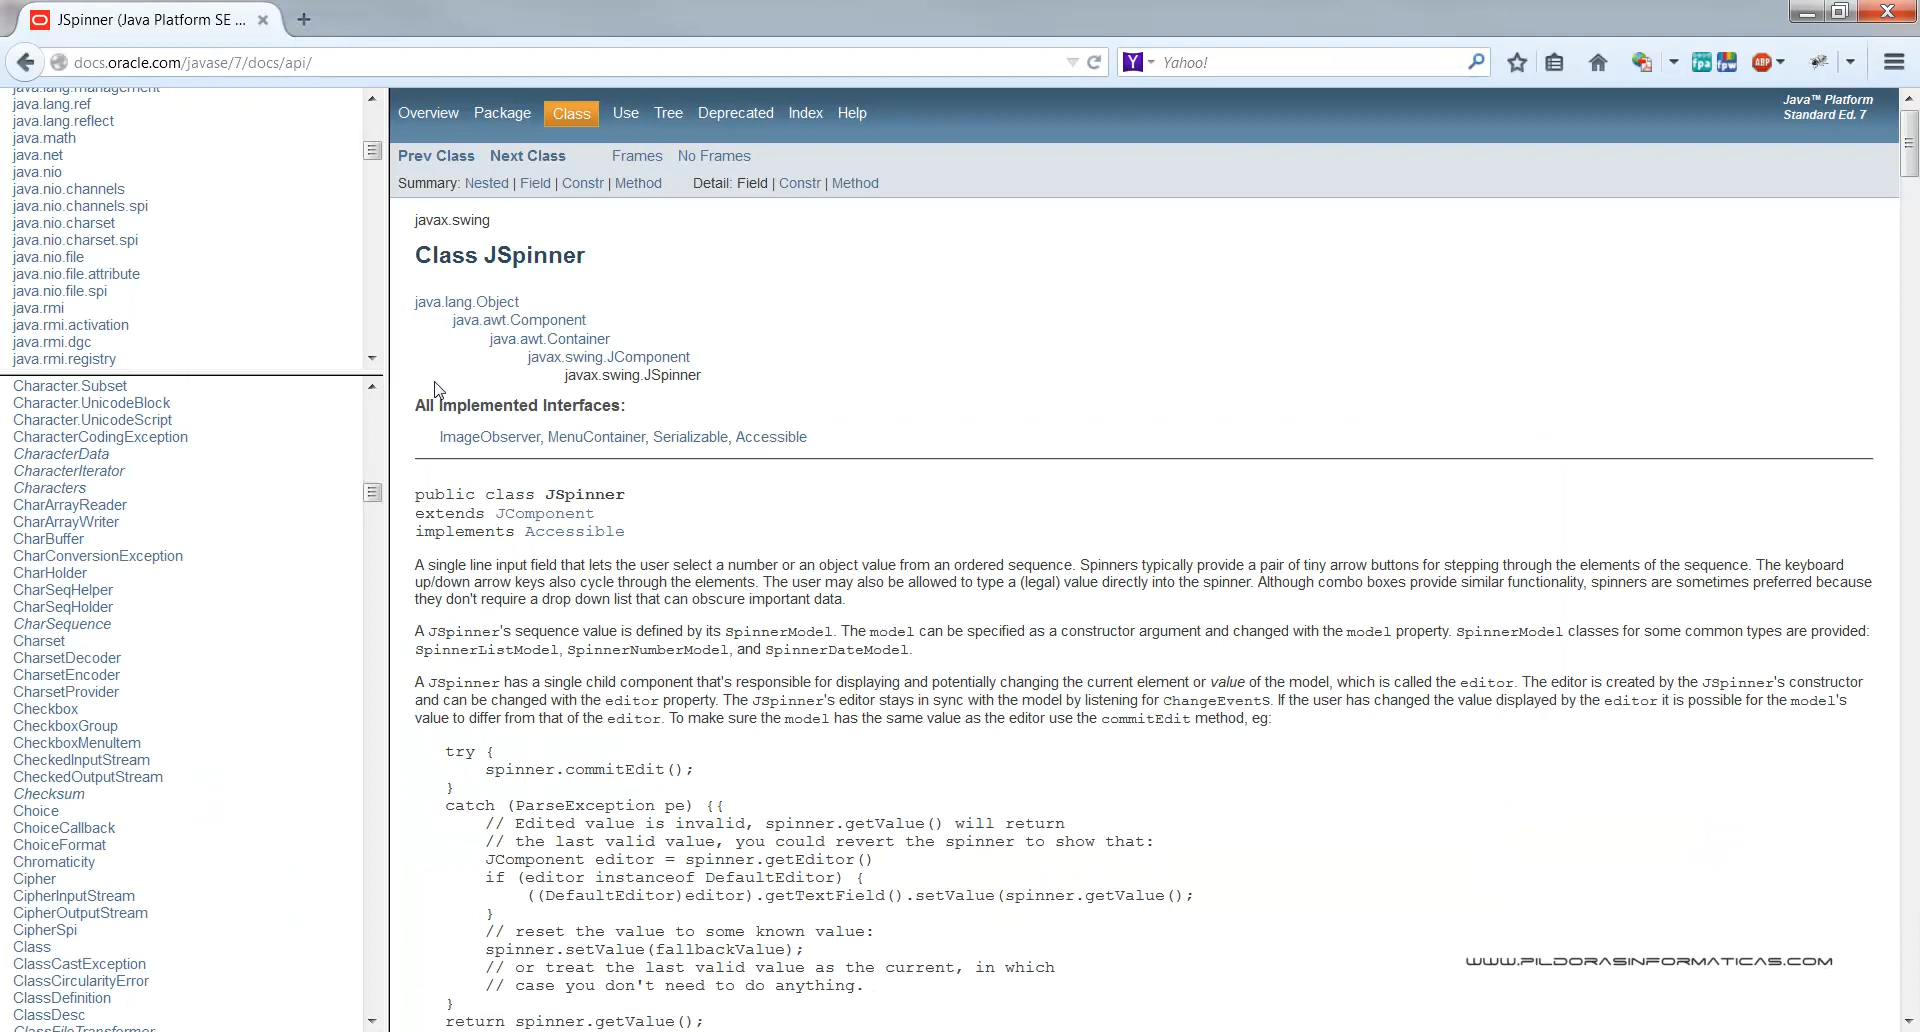 JSpinner (Java Platform SE ...
docs.oracle.com/javase/7/docs/api/
Yahoo!
java.lang.management
java.lang.ref
java.lang.reflect
java.math
java.net
java.nio
java.nio.channels
java.nio.channels.spi
java.nio.charset
java.nio.charset.spi
java.nio.file
java.nio.file.attribute
java.nio.file.spi
java.rmi
java.rmi.activation
java.rmi.dgc
java.rmi.registry
Character.Subset
Character.UnicodeBlock
Character.UnicodeScript
CharacterCodingException
CharacterData
CharacterIterator
Characters
CharArrayReader
CharArrayWriter
CharBuffer
CharConversionException
CharHolder
CharSeqHelper
CharSeqHolder
CharSequence
Charset
CharsetDecoder
CharsetEncoder
CharsetProvider
Checkbox
CheckboxGroup
CheckboxMenuItem
CheckedInputStream
CheckedOutputStream
Checksum
Choice
ChoiceCallback
ChoiceFormat
Chromaticity
Cipher
CipherInputStream
CipherOutputStream
CipherSpi
Class
ClassCastException
ClassCircularityError
ClassDefinition
ClassDesc
ClassFileTransformer
Overview Package Class Use Tree Deprecated Index Help
Java™ Platform
Standard Ed. 7
Prev Class Next Class Frames No Frames
Summary: Nested | Field | Constr | Method Detail: Field | Constr | Method
javax.swing
Class JSpinner
java.lang.Object
java.awt.Component
java.awt.Container
javax.swing.JComponent
javax.swing.JSpinner
All Implemented Interfaces:
ImageObserver, MenuContainer, Serializable, Accessible
public class JSpinner
extends JComponent
implements Accessible
A single line input field that lets the user select a number or an object value from an ordered sequence. Spinners typically provide a pair of tiny arrow buttons for stepping through the elements of the sequence. The keyboard
up/down arrow keys also cycle through the elements. The user may also be allowed to type a (legal) value directly into the spinner. Although combo boxes provide similar functionality, spinners are sometimes preferred because
they don't require a drop down list that can obscure important data.
A JSpinner's sequence value is defined by its SpinnerModel. The model can be specified as a constructor argument and changed with the model property. SpinnerModel classes for some common types are provided:
SpinnerListModel, SpinnerNumberModel, and SpinnerDateModel.
A JSpinner has a single child component that's responsible for displaying and potentially changing the current element or value of the model, which is called the editor. The editor is created by the JSpinner's constructor
and can be changed with the editor property. The JSpinner's editor stays in sync with the model by listening for ChangeEvents. If the user has changed the value displayed by the editor it is possible for the model's
value to differ from that of the editor. To make sure the model has the same value as the editor use the commitEdit method, eg:
try {
spinner.commitEdit();
}
catch (ParseException pe) {{
// Edited value is invalid, spinner.getValue() will return
// the last valid value, you could revert the spinner to show that:
JComponent editor = spinner.getEditor()
if (editor instanceof DefaultEditor) {
((DefaultEditor)editor).getTextField().setValue(spinner.getValue();
}
// reset the value to some known value:
spinner.setValue(fallbackValue);
// or treat the last valid value as the current, in which
// case you don't need to do anything.
}
return spinner.getValue();
WWW.PILDORASINFORMATICAS.COM